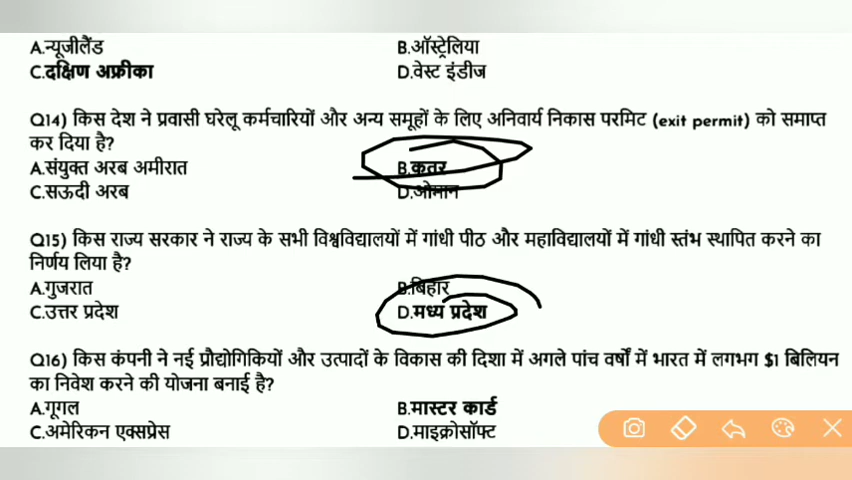 A.न्यूजीलैंड B.ऑस्ट्रेलिया
C.दक्षिण अफ्रीका D.वेस्ट इंडीज
Q14) किस देश ने प्रवासी घरेलू कर्मचारियों और अन्य समूहों के लिए अनिवार्य निकास परमिट (exit permit) को समाप्त
कर दिया है?
A.संयुक्त अरब अमीरात B.कतर
C.सऊदी अरब D.ओमान
Q15) किस राज्य सरकार ने राज्य के सभी विश्वविद्यालयों में गांधी पीठ और महाविद्यालयों में गांधी स्तंभ स्थापित करने का
निर्णय लिया है?
A.गुजरात B.बिहार
C.उत्तर प्रदेश D.मध्य प्रदेश
Q16) किस कंपनी ने नई प्रौद्योगिकियों और उत्पादों के विकास की दिशा में अगले पांच वर्षों में भारत में लगभग $1 बिलियन
का निवेश करने की योजना बनाई है?
A.गूगल B.मास्टर कार्ड
C.अमेरिकन एक्सप्रेस D.माइक्रोसॉफ्ट